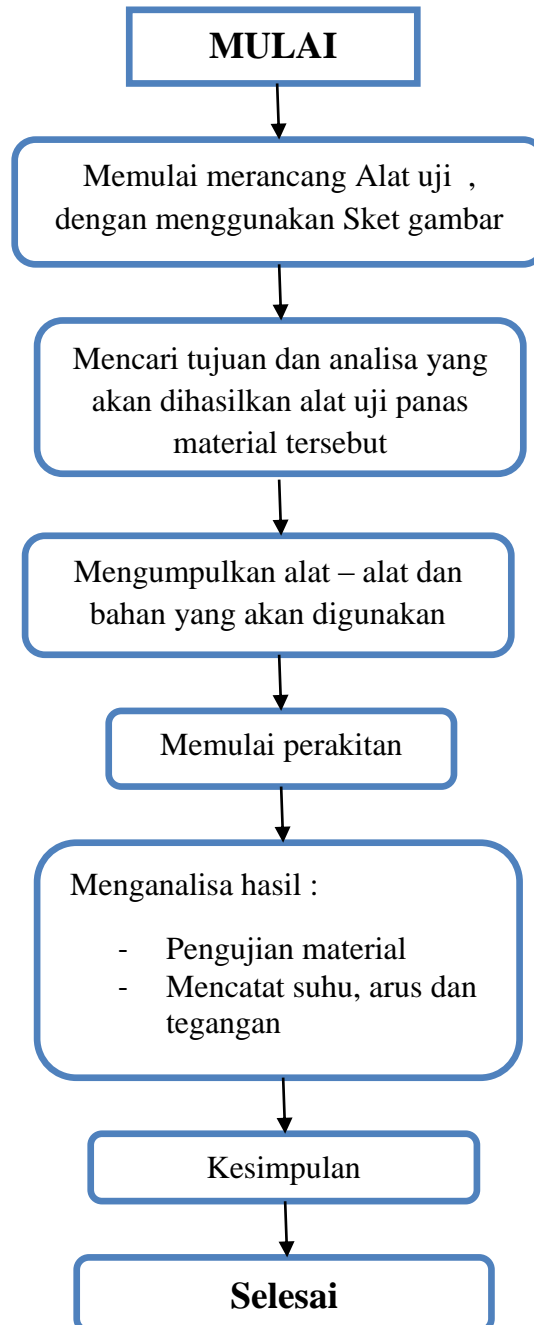 MULAI
Memulai merancang Alat uji ,
dengan menggunakan Sket gambar
Mencari tujuan dan analisa yang
akan dihasilkan alat uji panas
material tersebut
Mengumpulkan alat – alat dan
bahan yang akan digunakan
Memulai perakitan
Menganalisa hasil :
- Pengujian material
- Mencatat suhu, arus dan
tegangan
Kesimpulan
Selesai